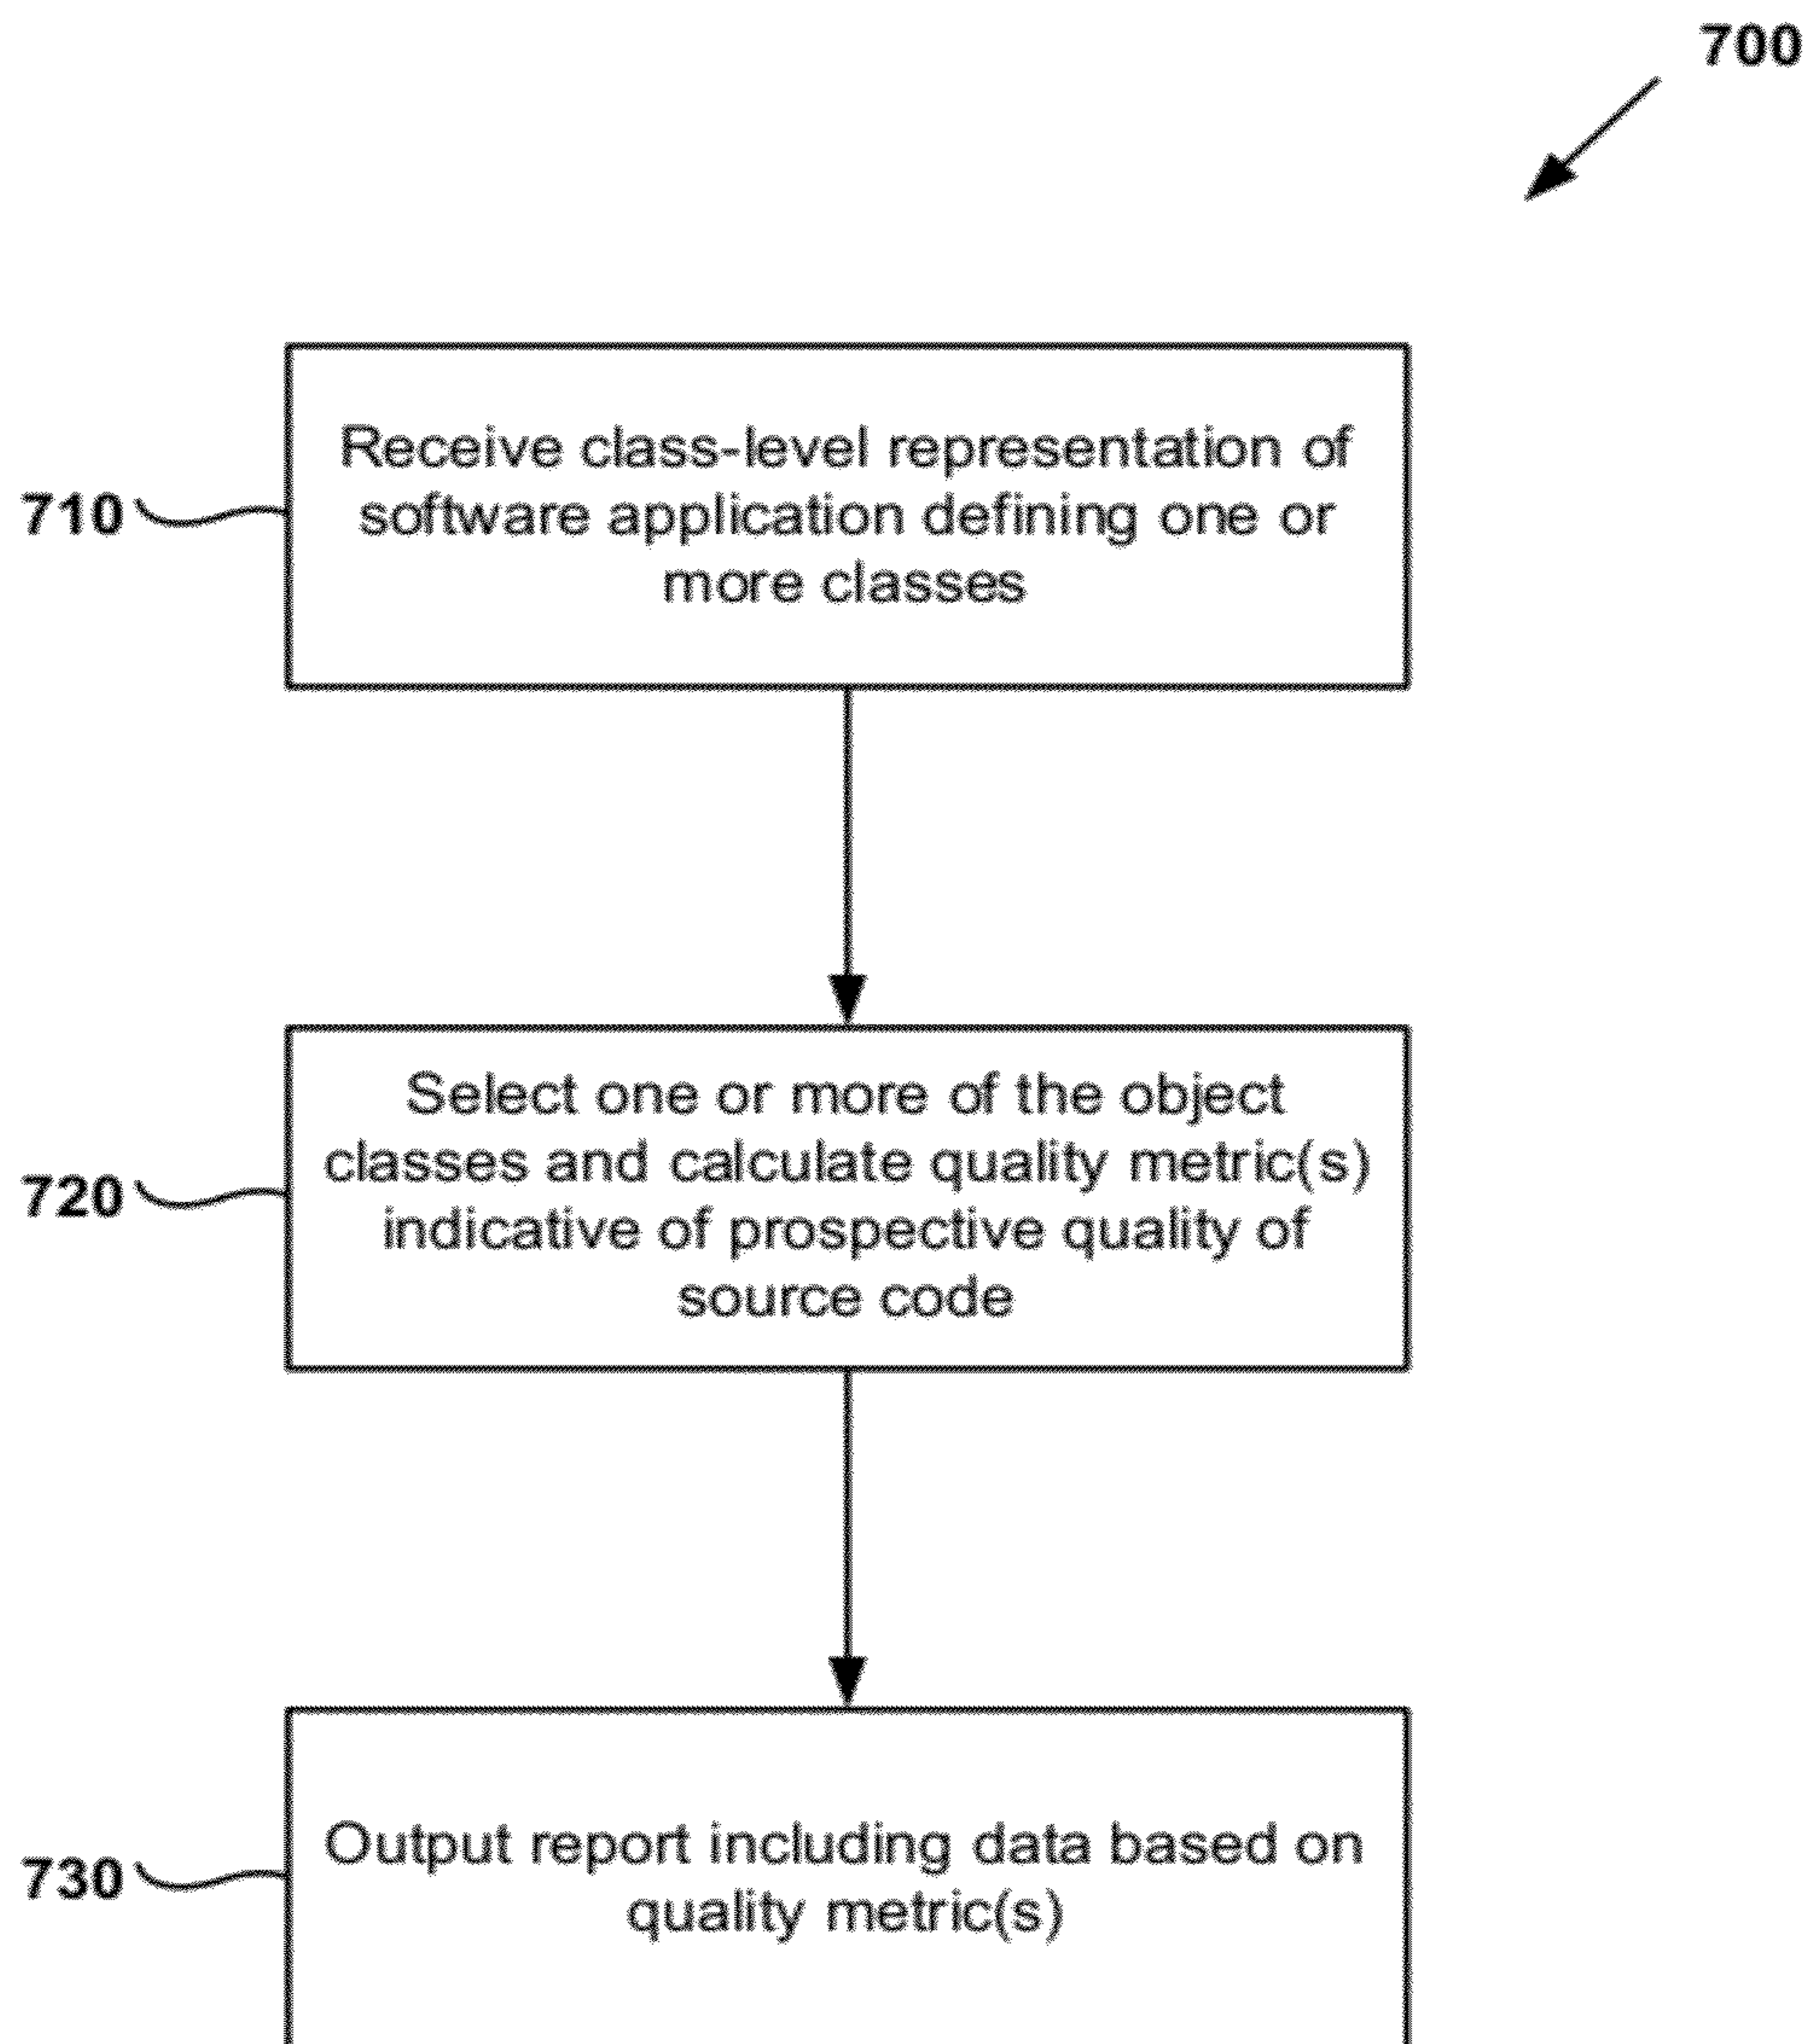 700
710
Receive class-level representation of
software application defining one or
more classes
720
Select one or more of the object
classes and calculate quality metric(s)
indicative of prospective quality of
source code
730
Output report including data based on
quality metric(s)